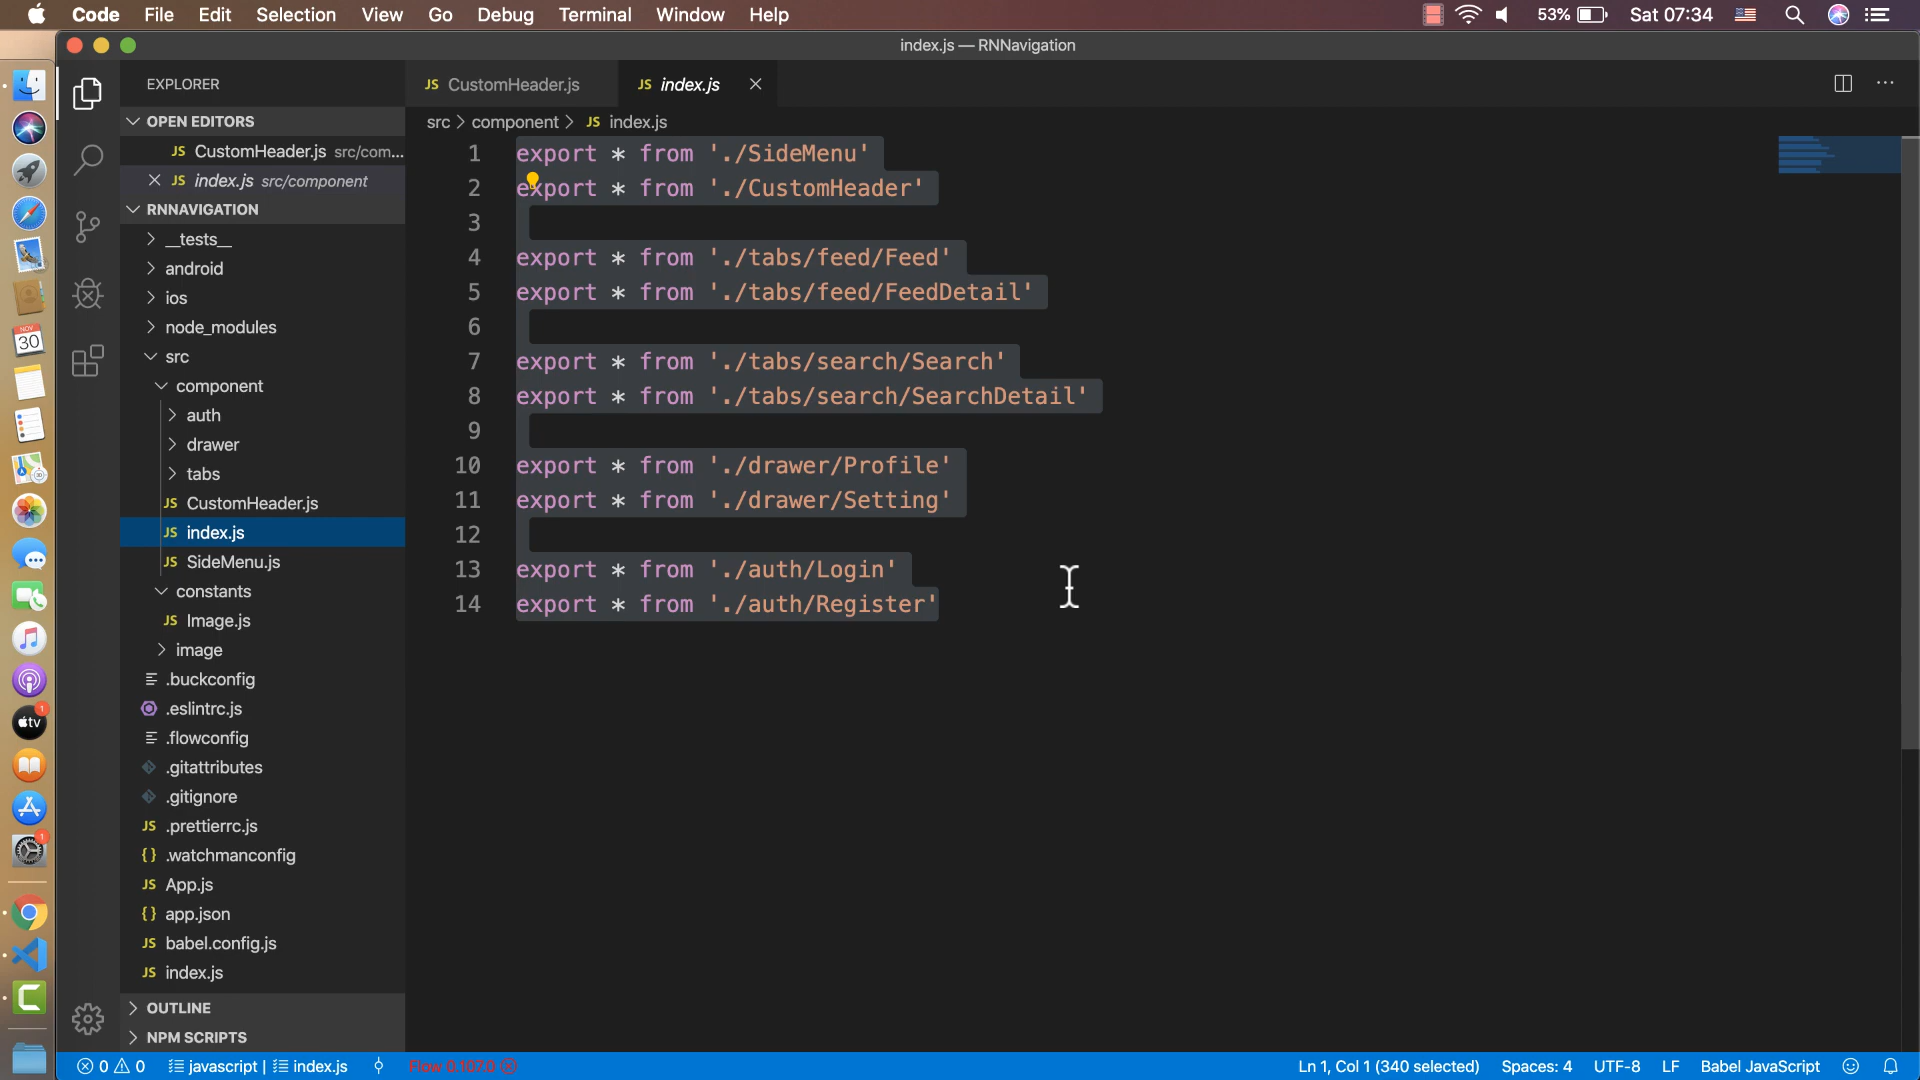 Code File Edit Selection View Go Debug Terminal Window Help
53% Sat 07:34
index.js — RNNavigation
EXPLORER
JS CustomHeader.js
JS index.js
OPEN EDITORS
src component JS index.js
JS CustomHeader.js src/com...
JS index.js src/component
RNNAVIGATION
__tests__
android
ios
node_modules
src
component
auth
drawer
tabs
JS CustomHeader.js
JS index.js
JS SideMenu.js
constants
JS Image.js
image
.buckconfig
.eslintrc.js
.flowconfig
.gitattributes
.gitignore
JS .prettierrc.js
{} .watchmanconfig
JS App.js
{} app.json
JS babel.config.js
JS index.js
OUTLINE
NPM SCRIPTS
1 export * from './SideMenu'
2 export * from './CustomHeader'
3
4 export * from './tabs/feed/Feed'
5 export * from './tabs/feed/FeedDetail'
6
7 export * from './tabs/search/Search'
8 export * from './tabs/search/SearchDetail'
9
10 export * from './drawer/Profile'
11 export * from './drawer/Setting'
12
13 export * from './auth/Login'
14 export * from './auth/Register'
NOV
30
1
tv
1
0 0 javascript | index.js Flow 0.107.0 Ln 1, Col 1 (340 selected) Spaces: 4 UTF-8 LF Babel JavaScript